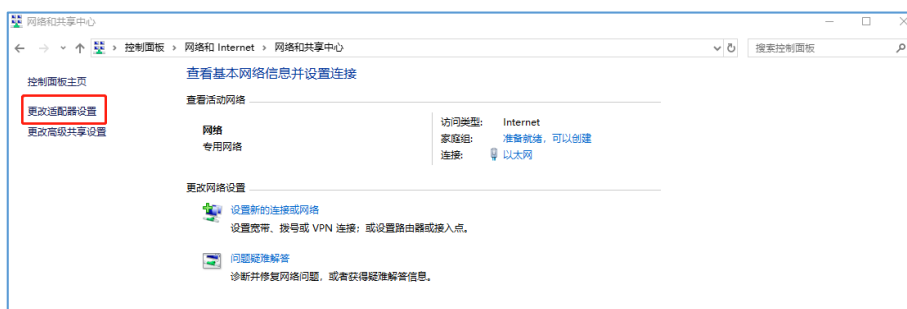 网络和共享中心
控制面板 › 网络和 Internet › 网络和共享中心
搜索控制面板
控制面板主页
更改适配器设置
更改高级共享设置
查看基本网络信息并设置连接
查看活动网络
网络
专用网络
访问类型: Internet
家庭组: 准备就绪，可以创建
连接: 以太网
更改网络设置
设置新的连接或网络
设置宽带、拨号或 VPN 连接；或设置路由器或接入点。
问题疑难解答
诊断并修复网络问题，或者获得疑难解答信息。